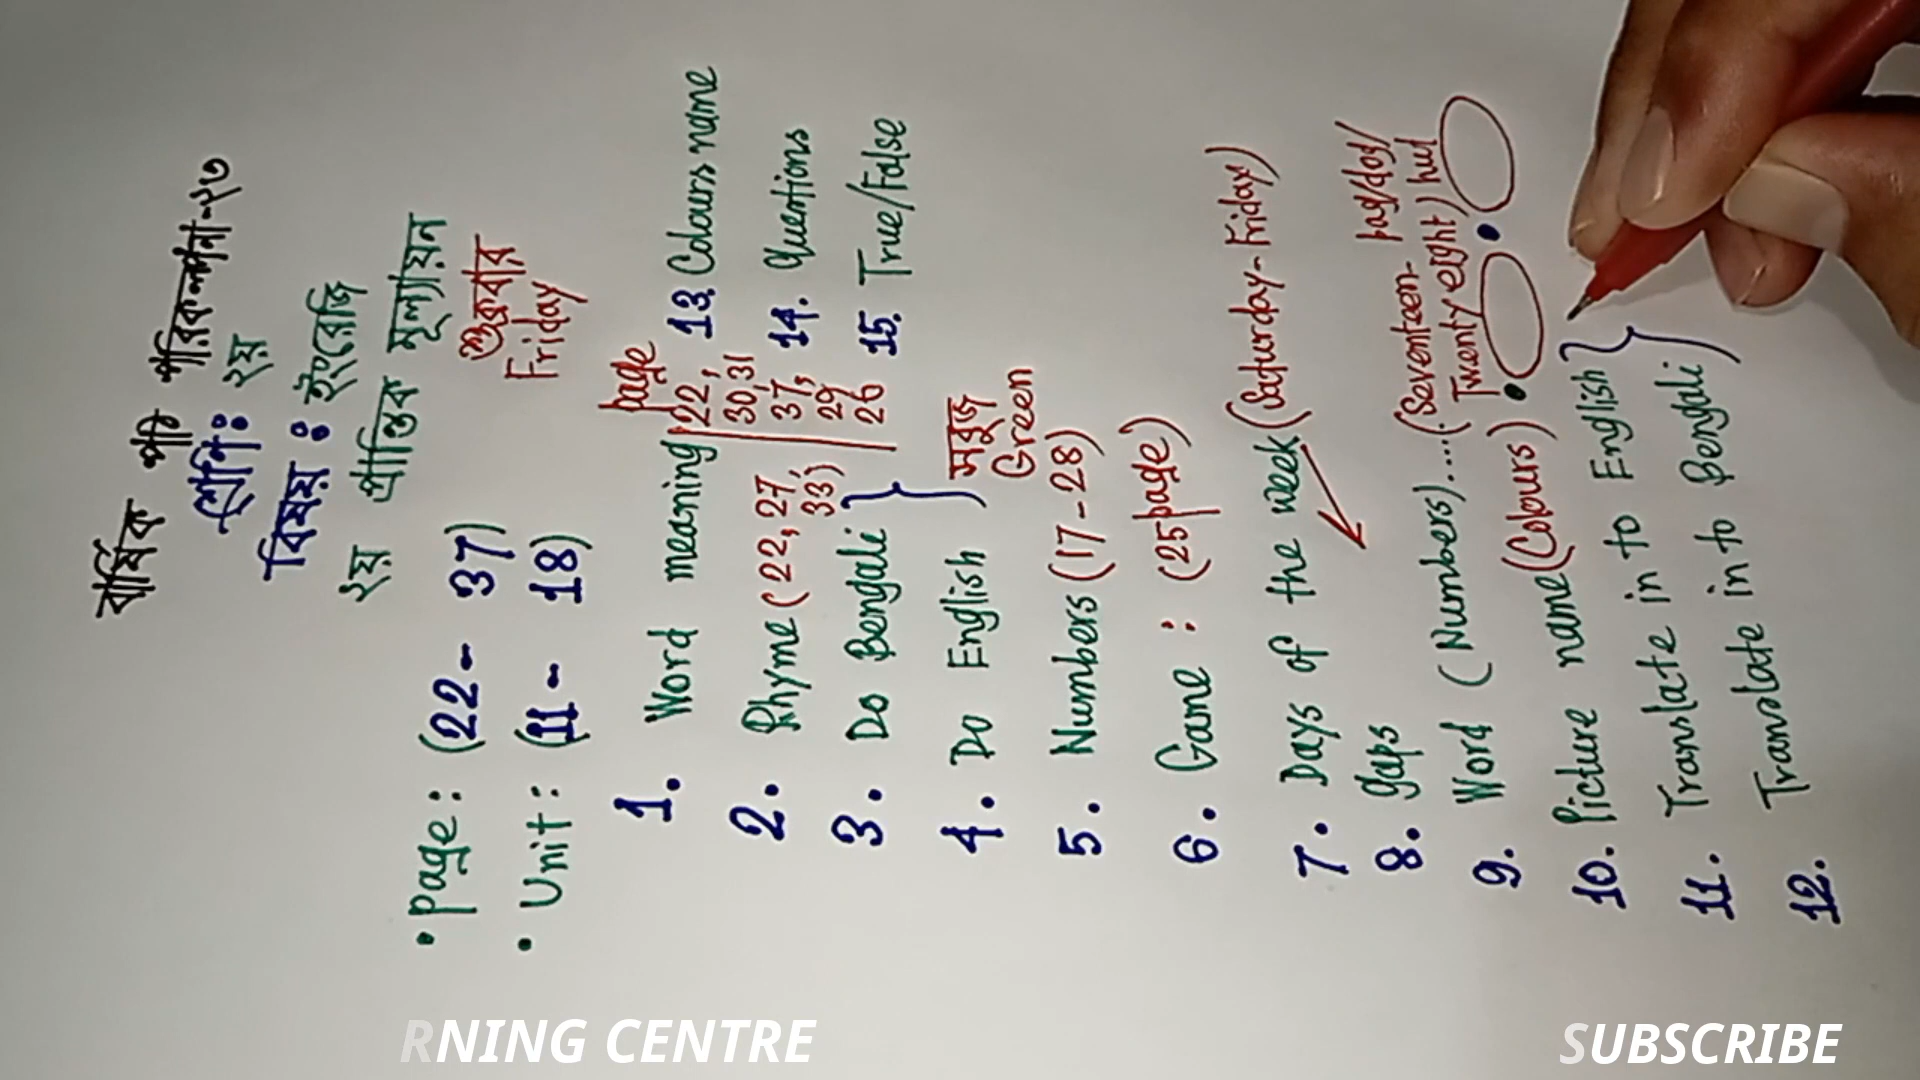 বার্ষিক পাঠ পরিকল্পনা-২৩
শ্রেণি: ২য়
বিষয়: ইংরেজি
২য় প্রান্তিক মূল্যায়ন
• Page: (22 - 37)
শুক্রবার
Friday
• Unit: (11 - 18)
1. Word meaning
page
22,
30,31
37,
29
26
2. Rhyme (22, 27,
33)
3. Do Bengali
4. Do English
সবুজ
Green
5. Numbers (17-28)
6. Game : (25 page)
7. Days of the week (Saturday-Friday)
8. Gaps
9. Word (Numbers).....(Seventeen-
Twenty eight)
bag/dog/
hut
10. Picture name (Colours)
11. Translate in to English
12. Translate in to Bengali
13. Colours name
14. Questions
15. True/False
RNING CENTRE
SUBSCRIBE